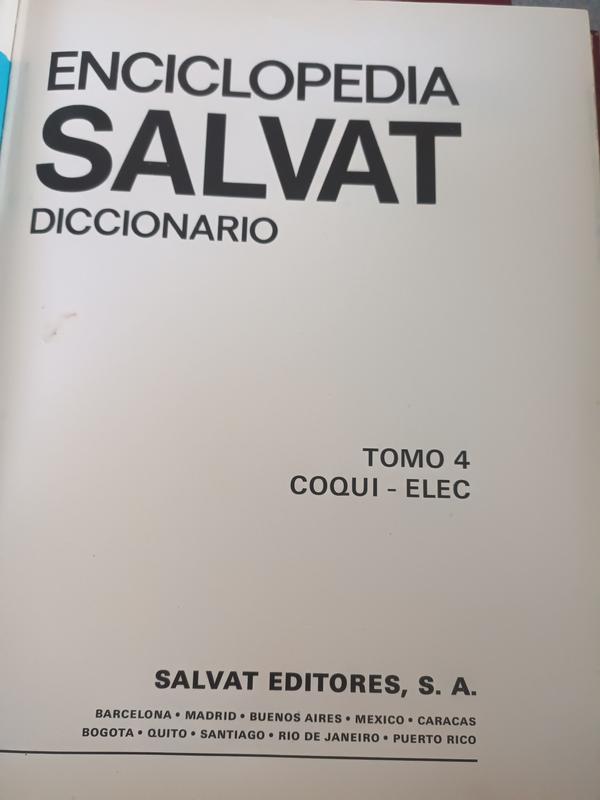 ENCICLOPEDIA
SALVAT
DICCIONARIO
TOMO 4
COQUI - ELEC
SALVAT EDITORES, S. A.
BARCELONA • MADRID • BUENOS AIRES • MEXICO • CARACAS
BOGOTA • QUITO • SANTIAGO • RIO DE JANEIRO • PUERTO RICO